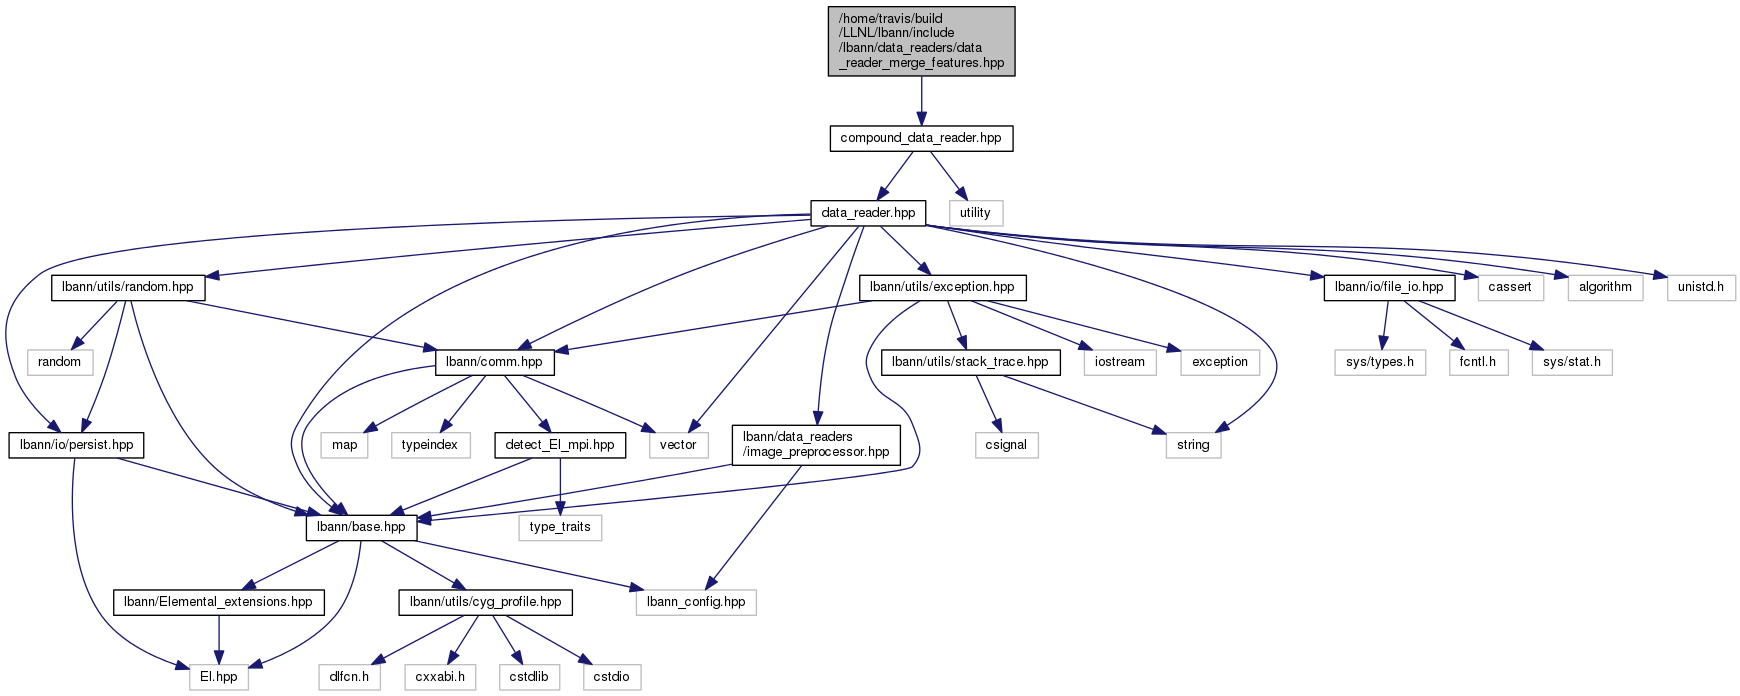 /home/travis/build
/LLNL/lbann/include
/lbann/data_readers/data
_reader_merge_features.hpp
compound_data_reader.hpp
data_reader.hpp
utility
lbann/utils/random.hpp
lbann/utils/exception.hpp
lbann/io/file_io.hpp
cassert
algorithm
unistd.h
random
lbann/comm.hpp
lbann/utils/stack_trace.hpp
iostream
exception
sys/types.h
fcntl.h
sys/stat.h
lbann/io/persist.hpp
map
typeindex
detect_El_mpi.hpp
vector
lbann/data_readers
/image_preprocessor.hpp
csignal
string
lbann/base.hpp
type_traits
lbann/Elemental_extensions.hpp
lbann/utils/cyg_profile.hpp
lbann_config.hpp
El.hpp
dlfcn.h
cxxabi.h
cstdlib
cstdio